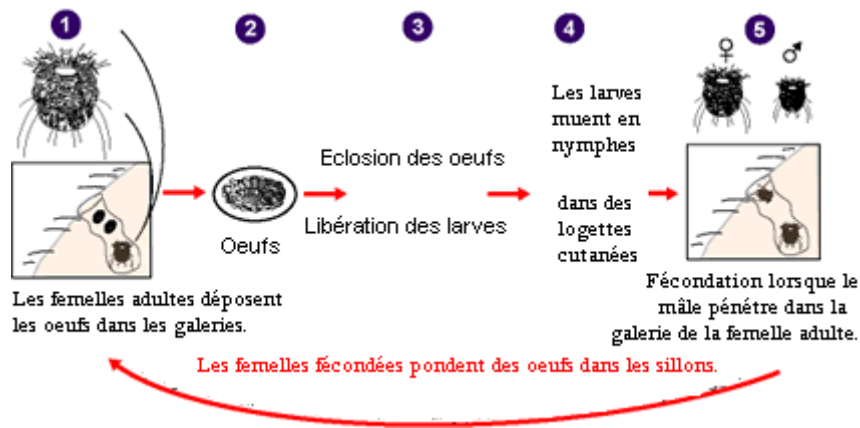 1
2
3
4
5
♀ ♂
Les femelles adultes déposent
les oeufs dans les galeries.
Oeufs
Eclosion des oeufs
Libération des larves
Les larves
muent en
nymphes
dans des
logettes
cutanées
Fécondation lorsque le
mâle pénétre dans la
galerie de la femelle adulte.
Les femelles fécondées pondent des oeufs dans les sillons.